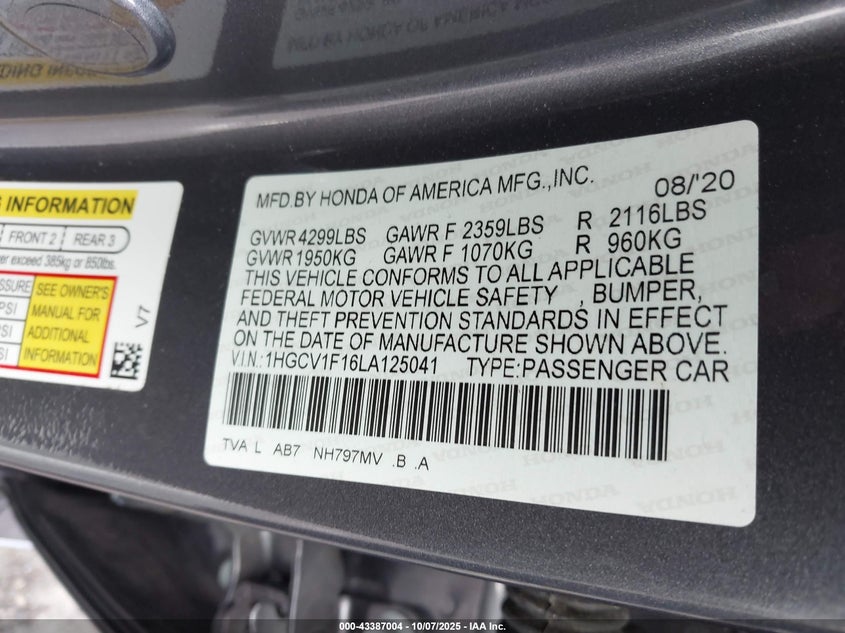 MFD.BY HONDA OF AMERICA MFG.,INC. 08/'20
GVWR 4299LBS GAWR F 2359LBS R 2116LBS
GVWR 1950KG GAWR F 1070KG R 960KG
THIS VEHICLE CONFORMS TO ALL APPLICABLE
FEDERAL MOTOR VEHICLE SAFETY , BUMPER,
AND THEFT PREVENTION STANDARDS IN EFFECT
ON THE DATE OF MANUFACTURE SHOWN ABOVE.
V.I.N.:1HGCV1F16LA125041 TYPE:PASSENGER CAR
TVA L AB7 NH797MV .B .A
INFORMATION
FRONT 2 REAR 3
exceed 385kg or 850lbs.
SEE OWNER'S
MANUAL FOR
ADDITIONAL
INFORMATION
V7
000-43387004 - 10/07/2025 - © IAA Inc.